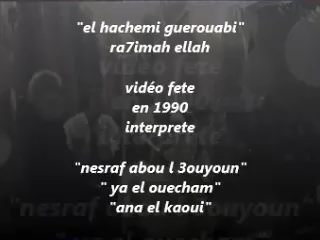 "el hachemi guerouabi"
ra7imah ellah
vidéo fete
en 1990
interprete
"nesraf abou l 3ouyoun"
" ya el ouecham"
"ana el kaoui"